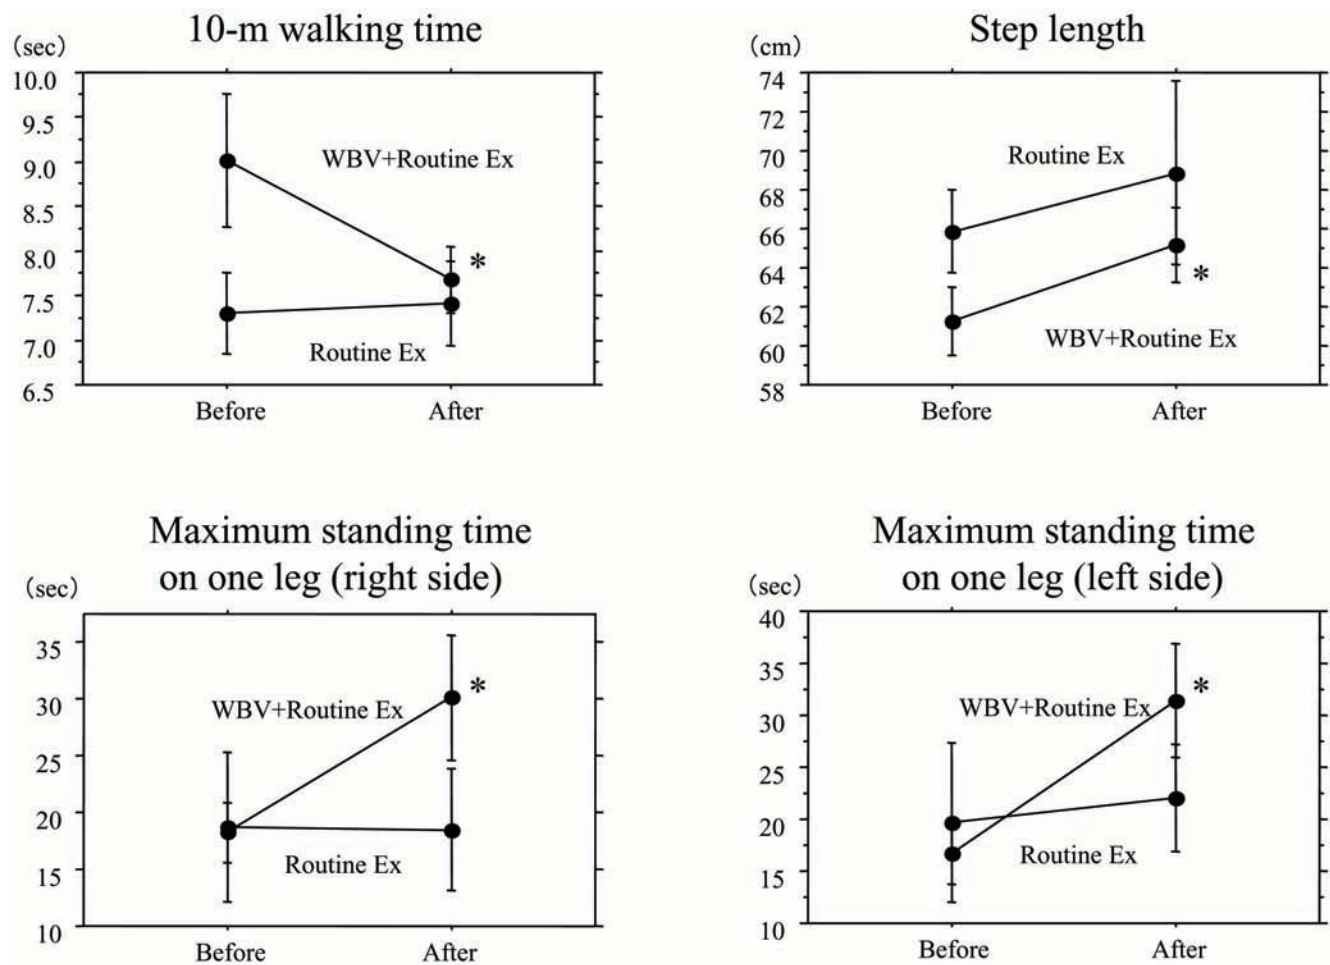 10-m walking time
(sec)
10.0
9.5
9.0
8.5
8.0
7.5
7.0
6.5
WBV+Routine Ex
*
Routine Ex
Before After
Step length
(cm)
74
72
70
68
66
64
62
60
58
Routine Ex
*
WBV+Routine Ex
Before After
Maximum standing time
on one leg (right side)
(sec)
35
30
25
20
15
10
*
WBV+Routine Ex
Routine Ex
Before After
Maximum standing time
on one leg (left side)
(sec)
40
35
30
25
20
15
10
*
WBV+Routine Ex
Routine Ex
Before After